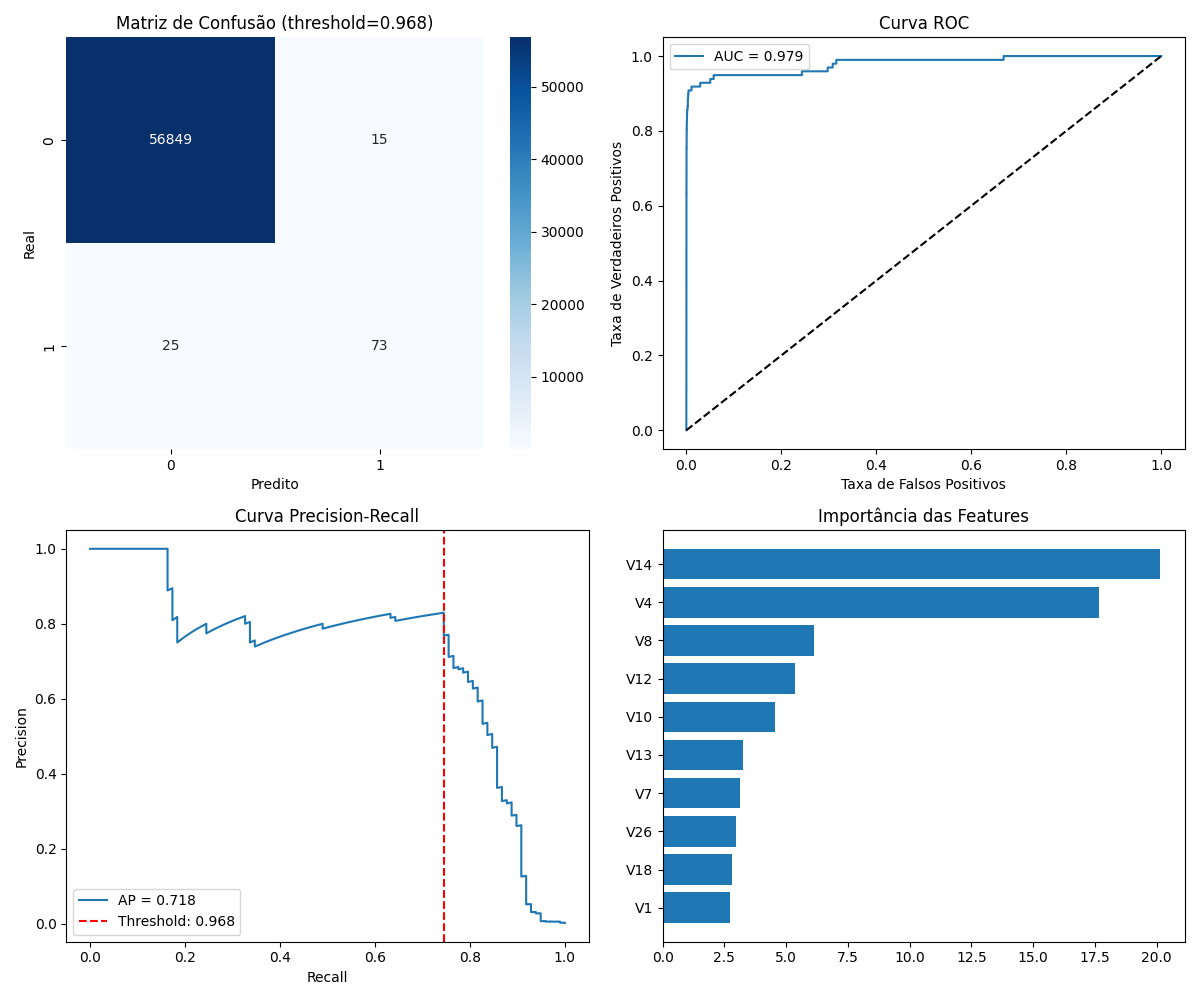 Matriz de Confusão (threshold=0.968)
56849
15
25
73
0
1
Real
0
1
Predito
50000
40000
30000
20000
10000
Curva ROC
AUC = 0.979
1.0
0.8
0.6
0.4
0.2
0.0
Taxa de Verdadeiros Positivos
0.0 0.2 0.4 0.6 0.8 1.0
Taxa de Falsos Positivos
Curva Precision-Recall
1.0
0.8
0.6
0.4
0.2
0.0
Precision
AP = 0.718
Threshold: 0.968
0.0 0.2 0.4 0.6 0.8 1.0
Recall
Importância das Features
V14
V4
V8
V12
V10
V13
V7
V26
V18
V1
0.0 2.5 5.0 7.5 10.0 12.5 15.0 17.5 20.0